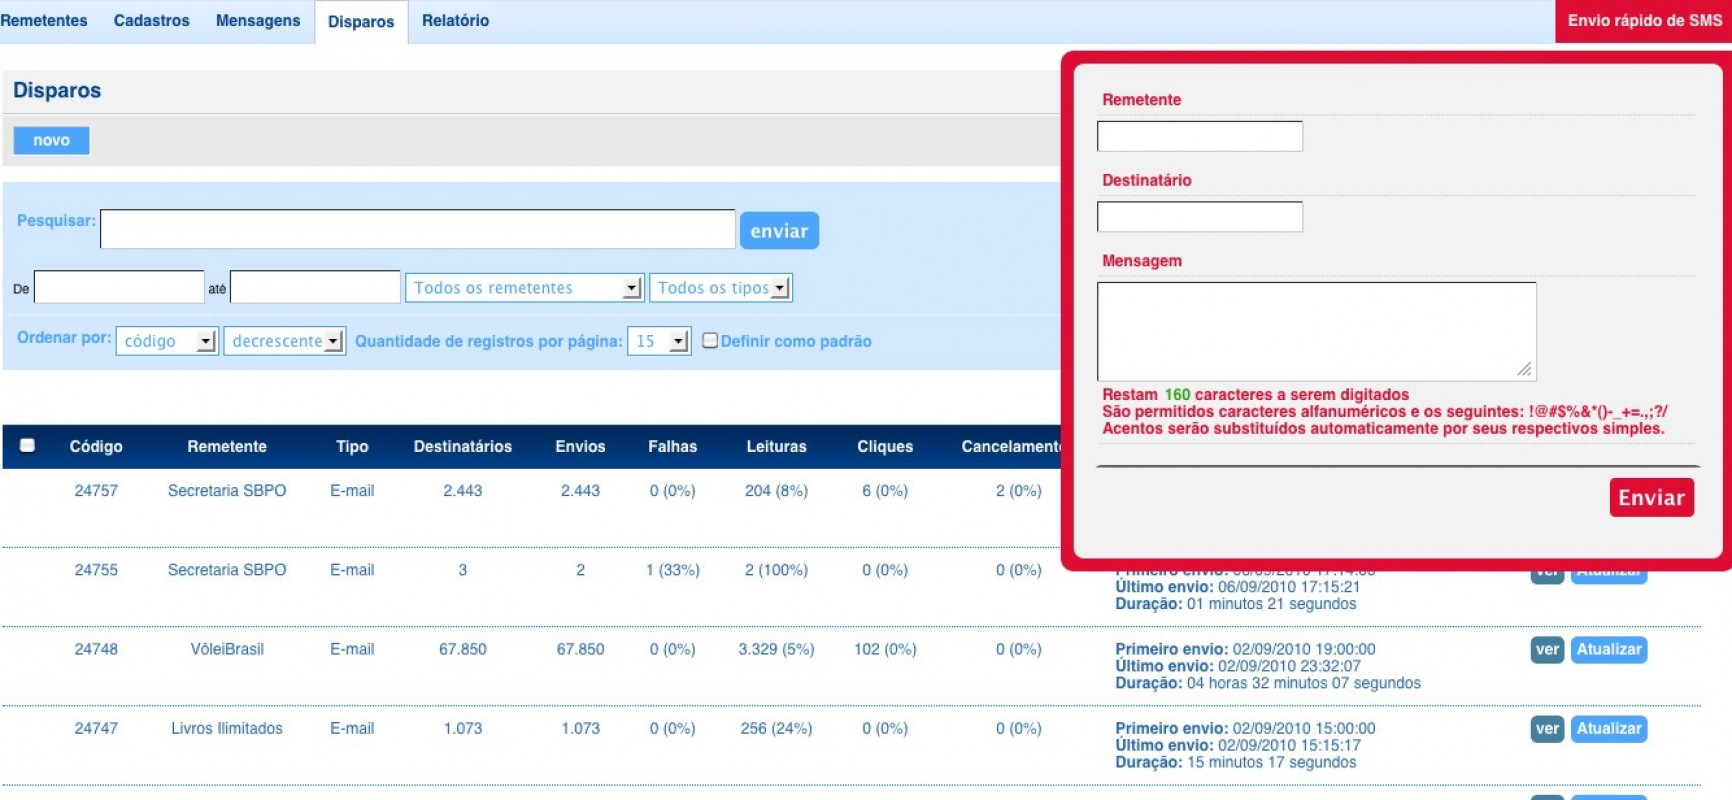 Remetentes Cadastros Mensagens Disparos Relatório Envio rápido de SMS
Disparos
novo
Pesquisar: enviar
De até Todos os remetentes Todos os tipos
Ordenar por: código decrescente Quantidade de registros por página: 15 Definir como padrão
Remetente
Destinatário
Mensagem
Restam 160 caracteres a serem digitados
São permitidos caracteres alfanuméricos e os seguintes: !@#$%&*()-_+=.,;?/
Acentos serão substituídos automaticamente por seus respectivos simples.
Enviar
Código Remetente Tipo Destinatários Envios Falhas Leituras Cliques Cancelament
24757 Secretaria SBPO E-mail 2.443 2.443 0 (0%) 204 (8%) 6 (0%) 2 (0%)
24755 Secretaria SBPO E-mail 3 2 1 (33%) 2 (100%) 0 (0%) 0 (0%) ver Atualizar
Último envio: 06/09/2010 17:15:21
Duração: 01 minutos 21 segundos
24748 VôleiBrasil E-mail 67.850 67.850 0 (0%) 3.329 (5%) 102 (0%) 0 (0%) Primeiro envio: 02/09/2010 19:00:00 ver Atualizar
Último envio: 02/09/2010 23:32:07
Duração: 04 horas 32 minutos 07 segundos
24747 Livros Ilimitados E-mail 1.073 1.073 0 (0%) 256 (24%) 0 (0%) 0 (0%) Primeiro envio: 02/09/2010 15:00:00 ver Atualizar
Último envio: 02/09/2010 15:15:17
Duração: 15 minutos 17 segundos